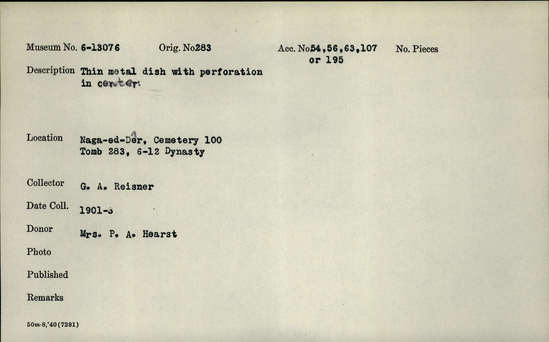 Museum No. 6-13076 Orig. No283 Acc. No54,56,63,107 No. Pieces
or 195
Description Thin metal dish with perforation
in center.
Location Naga-ed-Dêr, Cemetery 100
Tomb 283, 6-12 Dynasty
Collector G. A. Reisner
Date Coll. 1901-3
Donor Mrs. P. A. Hearst
Photo
Published
Remarks
50m-8,'40(7281)